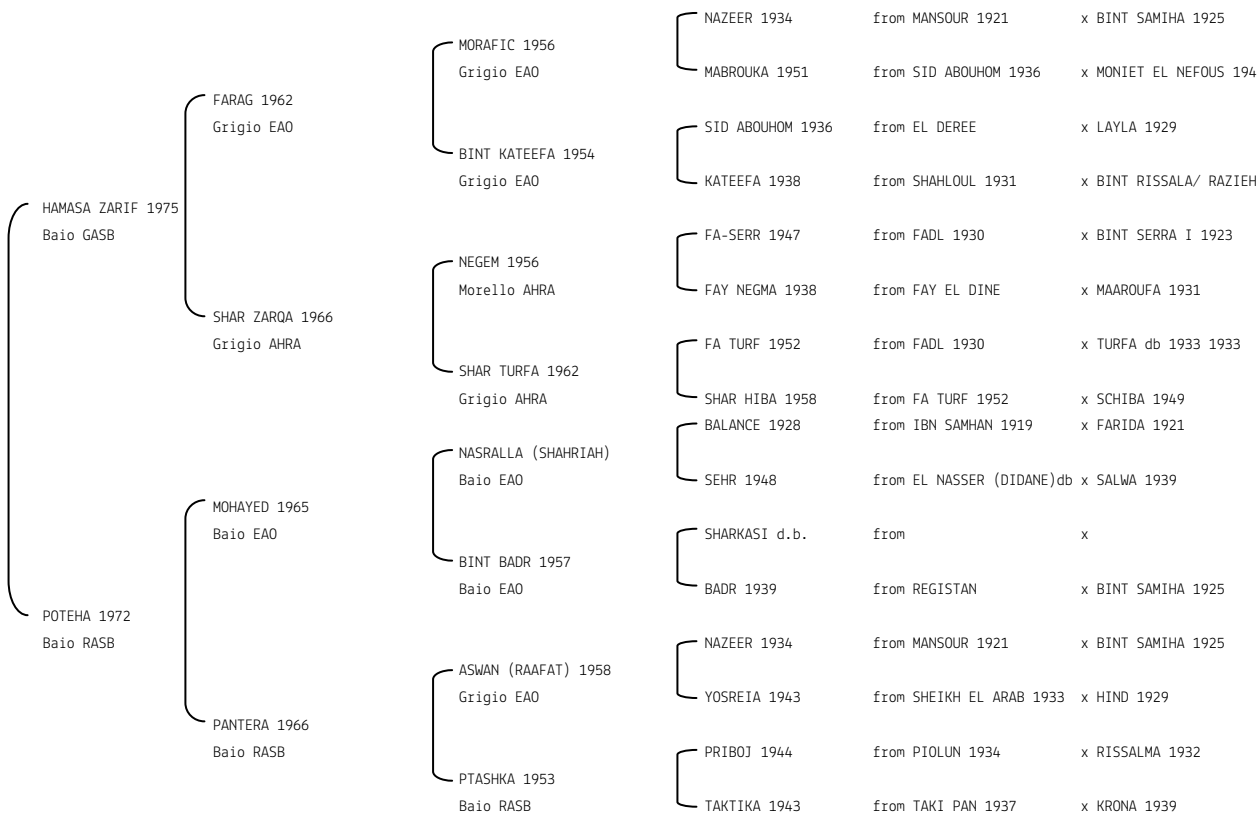 NAZEER 1934 from MANSOUR 1921 x BINT SAMIHA 1925
MORAFIC 1956
Grigio EAO
MABROUKA 1951 from SID ABOUHOM 1936 x MONIET EL NEFOUS 194
FARAG 1962
Grigio EAO
SID ABOUHOM 1936 from EL DEREE x LAYLA 1929
BINT KATEEFA 1954
Grigio EAO
KATEEFA 1938 from SHAHLOUL 1931 x BINT RISSALA/ RAZIEH
HAMASA ZARIF 1975
Baio GASB
FA-SERR 1947 from FADL 1930 x BINT SERRA I 1923
NEGEM 1956
Morello AHRA
FAY NEGMA 1938 from FAY EL DINE x MAAROUFA 1931
SHAR ZARQA 1966
Grigio AHRA
FA TURF 1952 from FADL 1930 x TURFA db 1933 1933
SHAR TURFA 1962
Grigio AHRA
SHAR HIBA 1958 from FA TURF 1952 x SCHIBA 1949
BALANCE 1928 from IBN SAMHAN 1919 x FARIDA 1921
NASRALLA (SHAHRIAH)
Baio EAO
SEHR 1948 from EL NASSER (DIDANE)db x SALWA 1939
MOHAYED 1965
Baio EAO
SHARKASI d.b. from x
BINT BADR 1957
Baio EAO
BADR 1939 from REGISTAN x BINT SAMIHA 1925
POTEHA 1972
Baio RASB
NAZEER 1934 from MANSOUR 1921 x BINT SAMIHA 1925
ASWAN (RAAFAT) 1958
Grigio EAO
YOSREIA 1943 from SHEIKH EL ARAB 1933 x HIND 1929
PANTERA 1966
Baio RASB
PRIBOJ 1944 from PIOLUN 1934 x RISSALMA 1932
PTASHKA 1953
Baio RASB
TAKTIKA 1943 from TAKI PAN 1937 x KRONA 1939